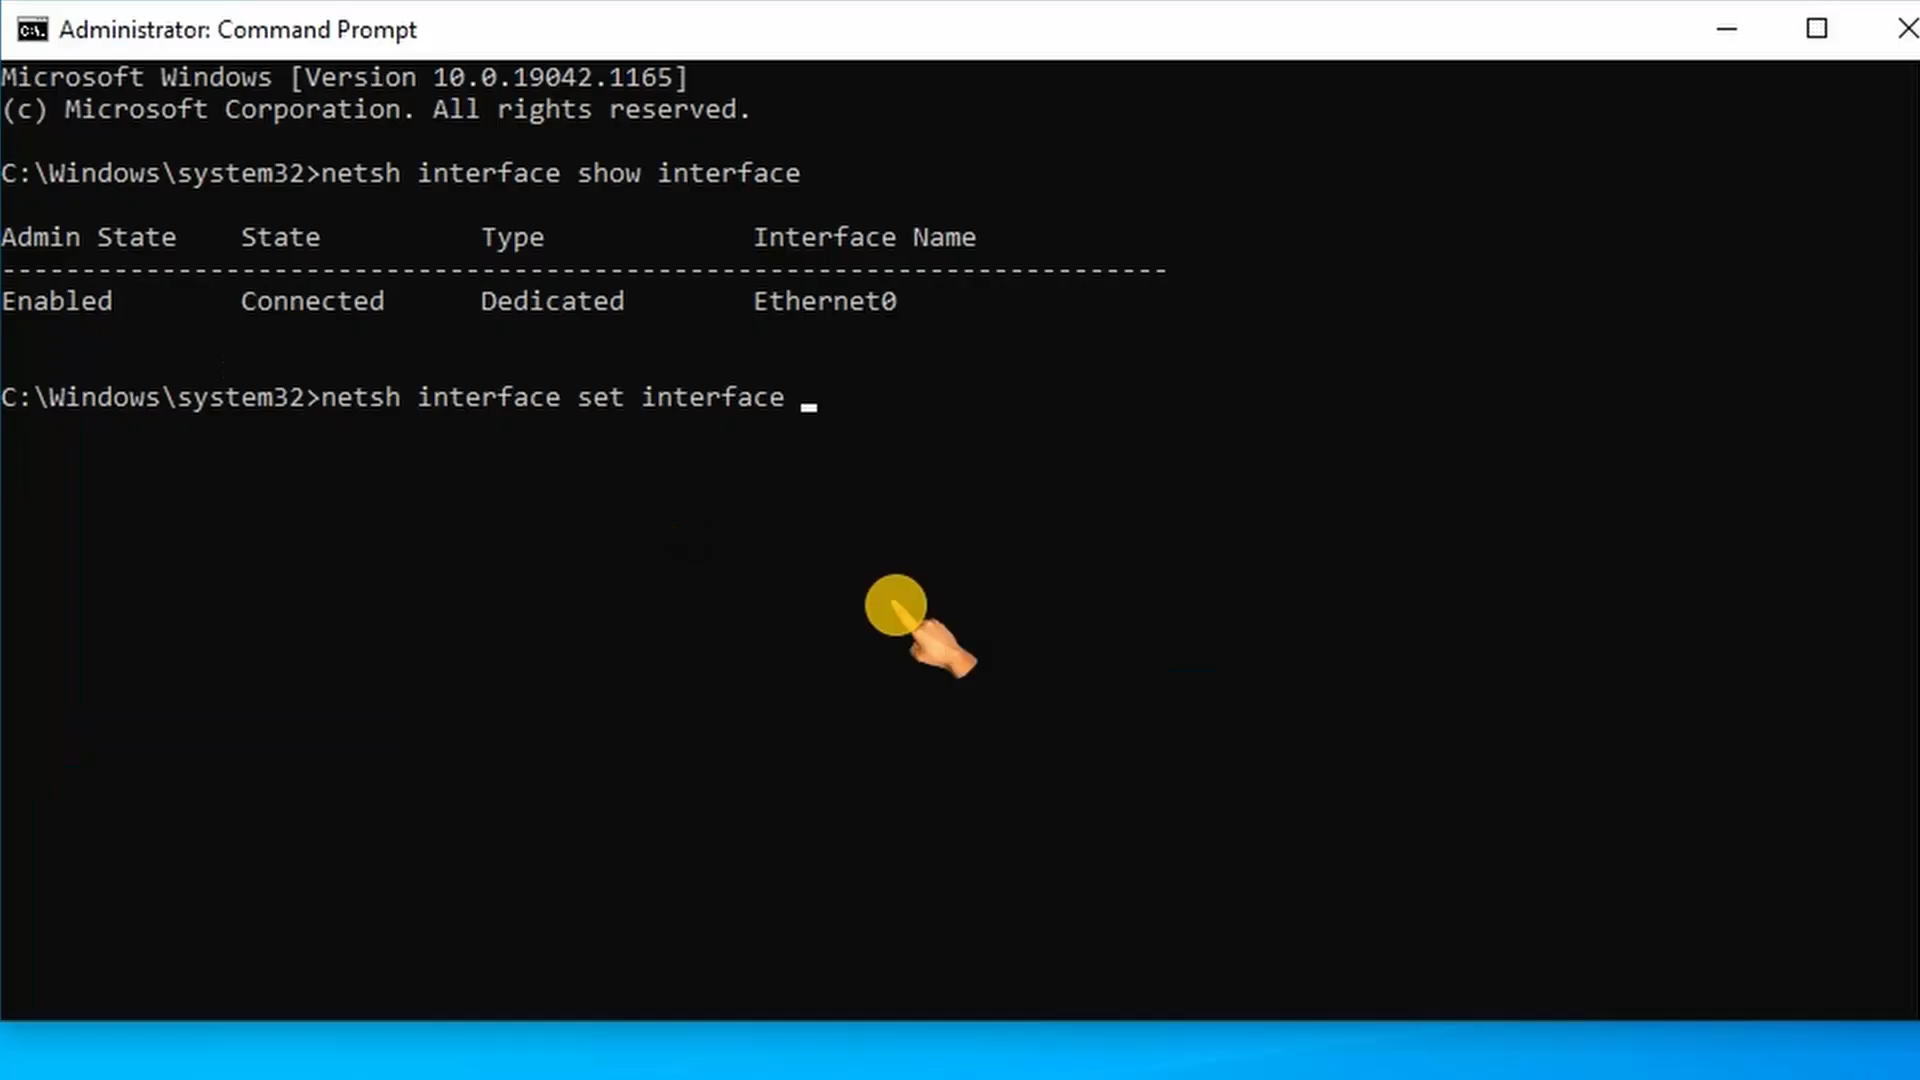 Administrator: Command Prompt
Microsoft Windows [Version 10.0.19042.1165]
(c) Microsoft Corporation. All rights reserved.
C:\Windows\system32>netsh interface show interface
Admin State    State          Type             Interface Name
-------------------------------------------------------------------------
Enabled        Connected      Dedicated        Ethernet0
C:\Windows\system32>netsh interface set interface _